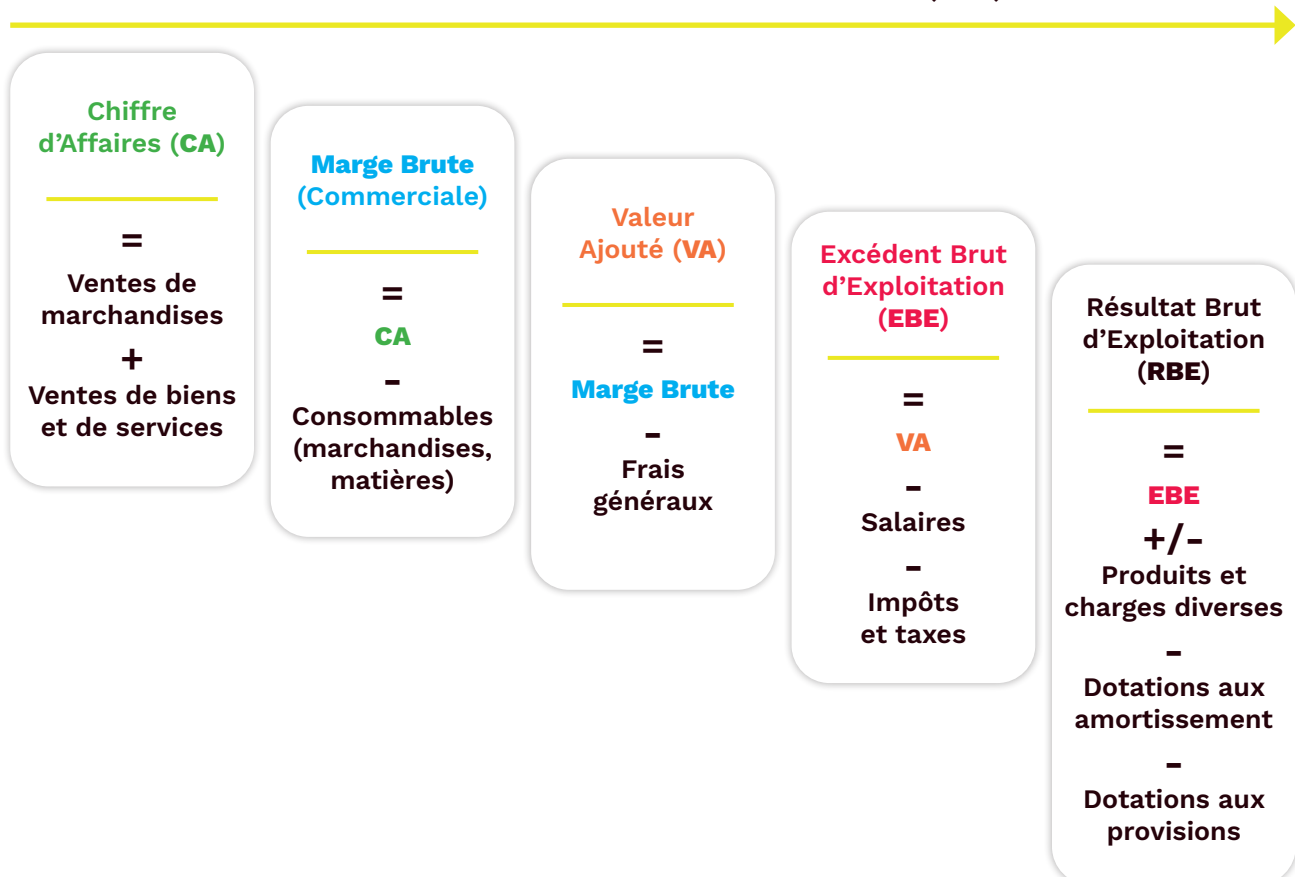 Chiffre
d'Affaires (CA)
=
Ventes de
marchandises
+
Ventes de biens
et de services
Marge Brute
(Commerciale)
=
CA
-
Consommables
(marchandises,
matières)
Valeur
Ajouté (VA)
=
Marge Brute
-
Frais
généraux
Excédent Brut
d'Exploitation
(EBE)
=
VA
-
Salaires
-
Impôts
et taxes
Résultat Brut
d'Exploitation
(RBE)
=
EBE
+/-
Produits et
charges diverses
-
Dotations aux
amortissement
-
Dotations aux
provisions